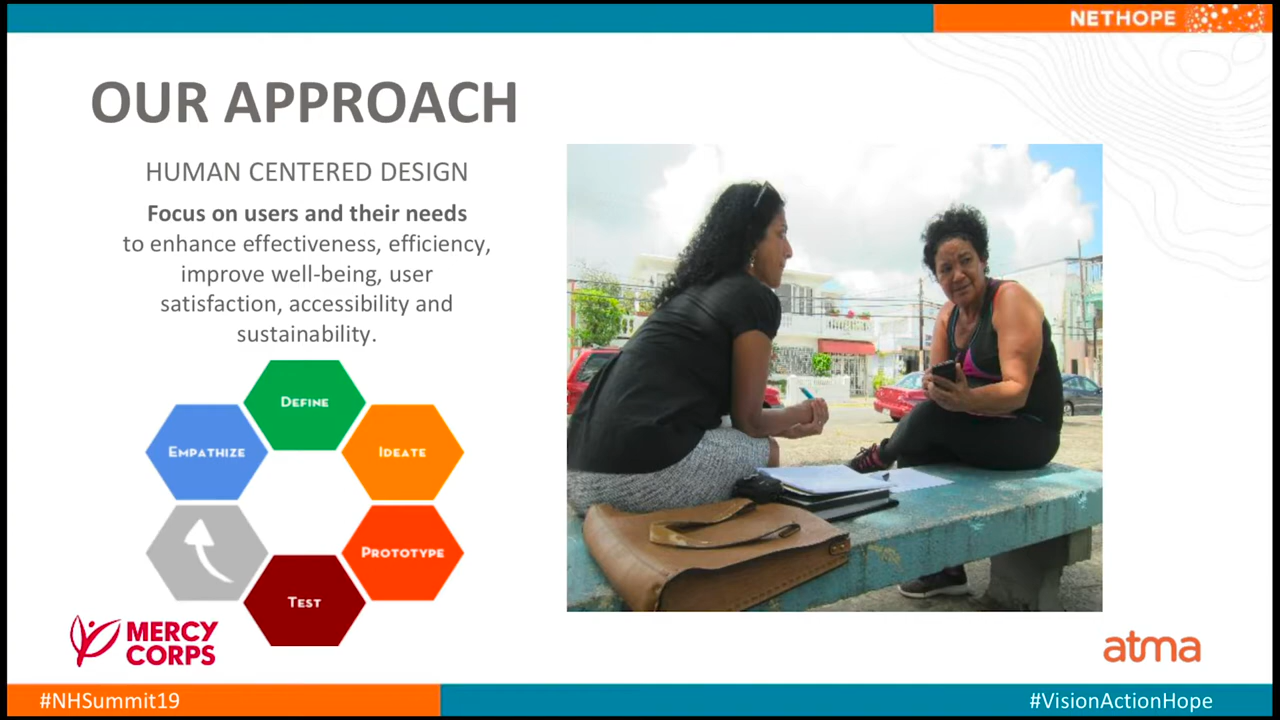 NETHOPE
OUR APPROACH
HUMAN CENTERED DESIGN
Focus on users and their needs
to enhance effectiveness, efficiency,
improve well-being, user
satisfaction, accessibility and
sustainability.
DEFINE
EMPATHIZE
IDEATE
PROTOTYPE
TEST
MERCY
CORPS
atma
#NHSummit19
#VisionActionHope